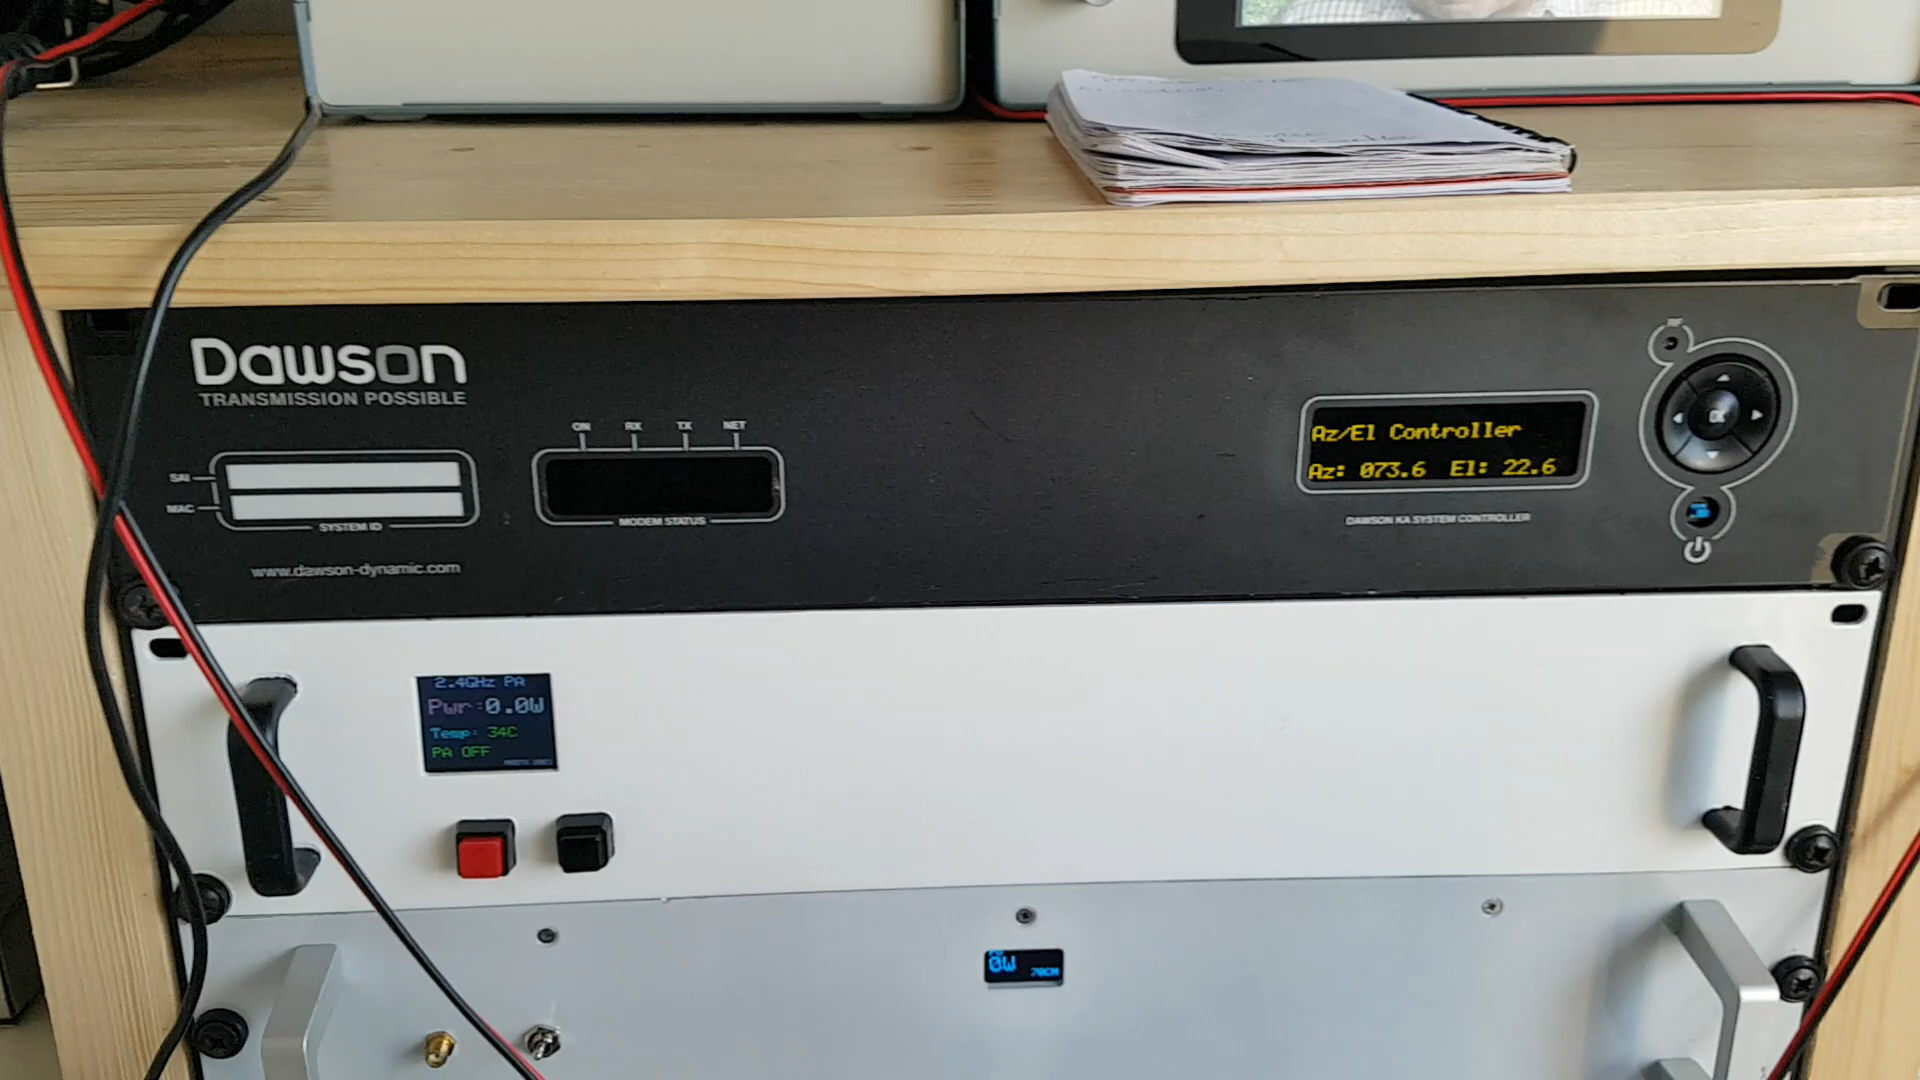 Dawson
TRANSMISSION POSSIBLE
ON RX TX NET
SAI
MAC
SYSTEM ID
MODEM STATUS
www.dawson-dynamic.com
Az/El Controller
Az: 073.6 El: 22.6
DAWSON KA SYSTEM CONTROLLER
OK
2.4GHz PA
Pwr:0.0W
Temp: 34C
PA OFF
0W 70CM